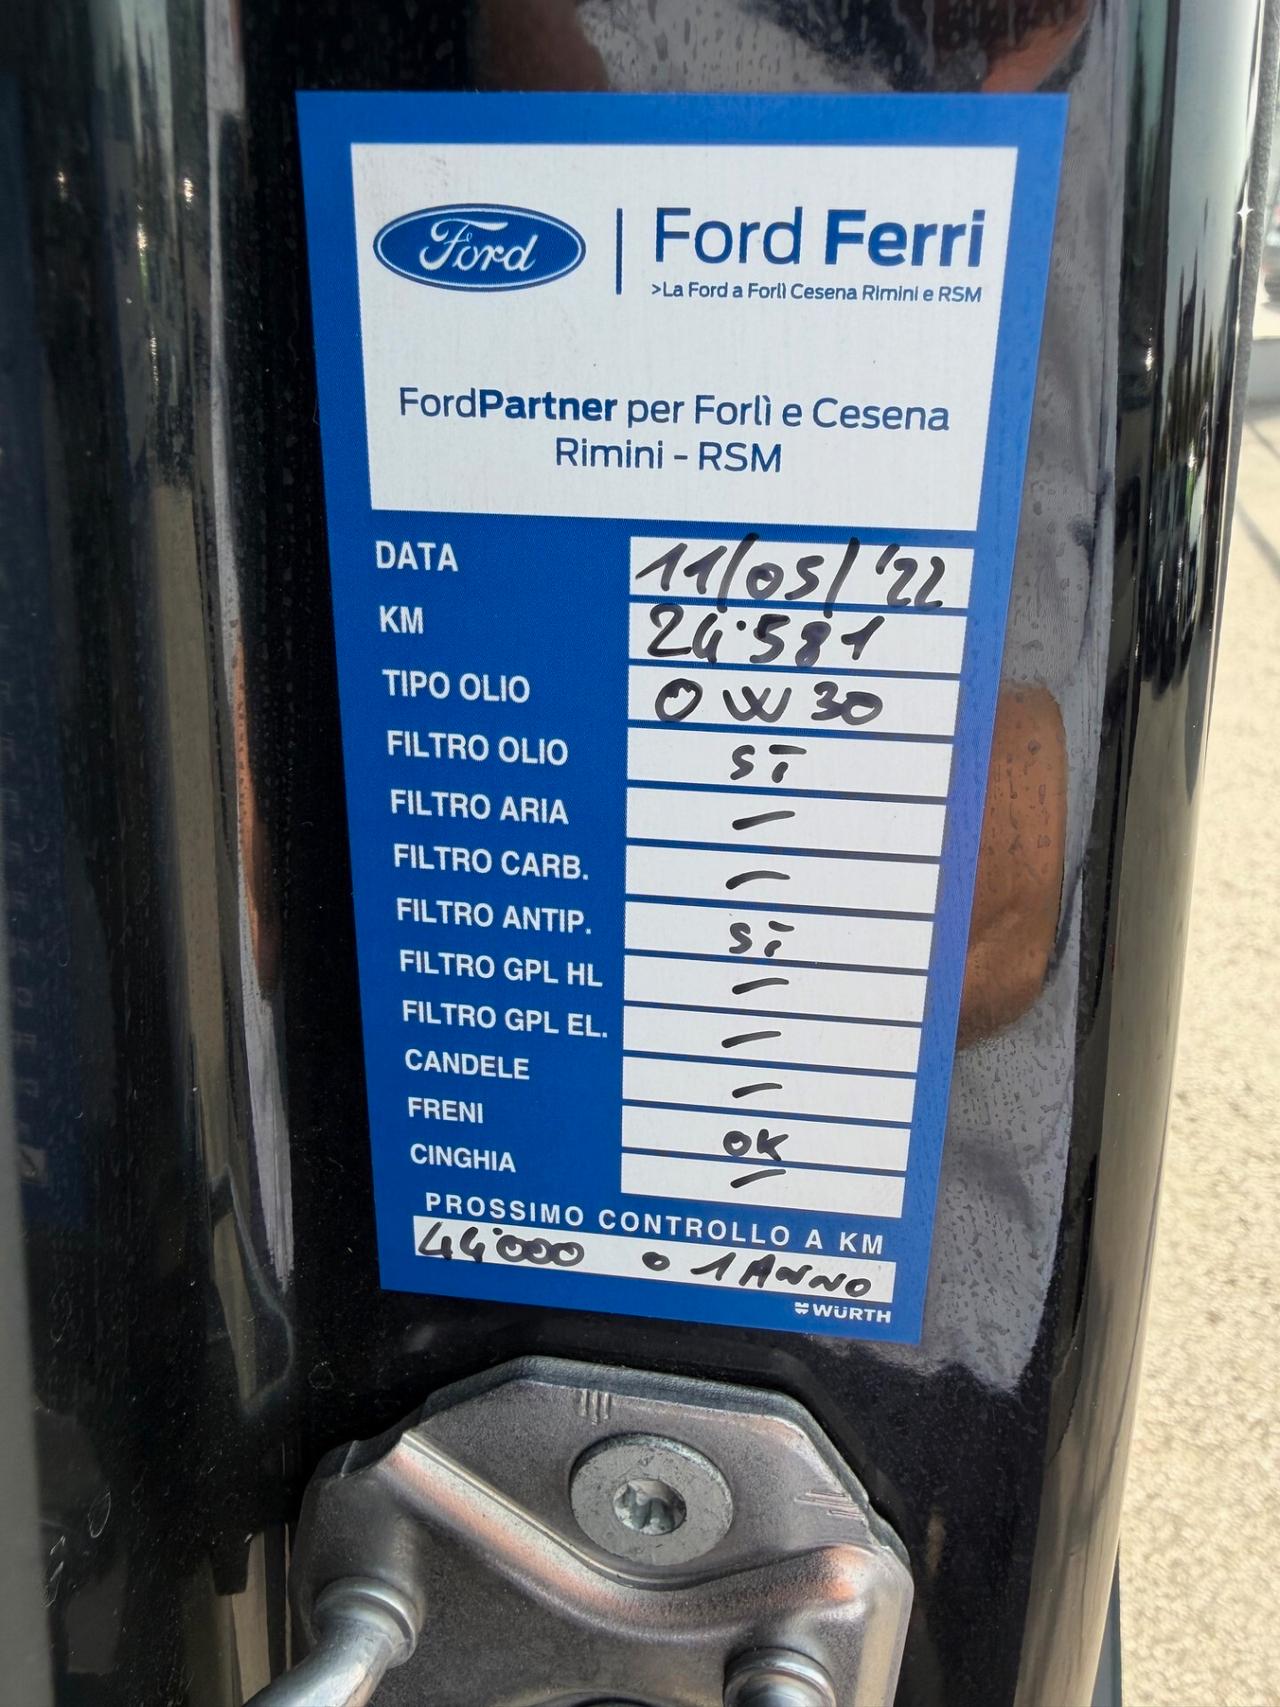 Ford
Ford Ferri
>La Ford a Forlì Cesena Rimini e RSM
FordPartner per Forlì e Cesena
Rimini - RSM
DATA 11/05/'22
KM 24'581
TIPO OLIO 0W30
FILTRO OLIO SI
FILTRO ARIA —
FILTRO CARB. —
FILTRO ANTIP. SI
FILTRO GPL HL —
FILTRO GPL EL. —
CANDELE —
FRENI OK
CINGHIA —
PROSSIMO CONTROLLO A KM
44'000 o 1 ANNO
WÜRTH